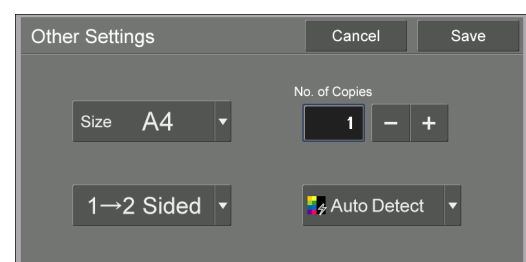 Other Settings Cancel Save
No. of Copies
Size A4 1 − +
1→2 Sided Auto Detect